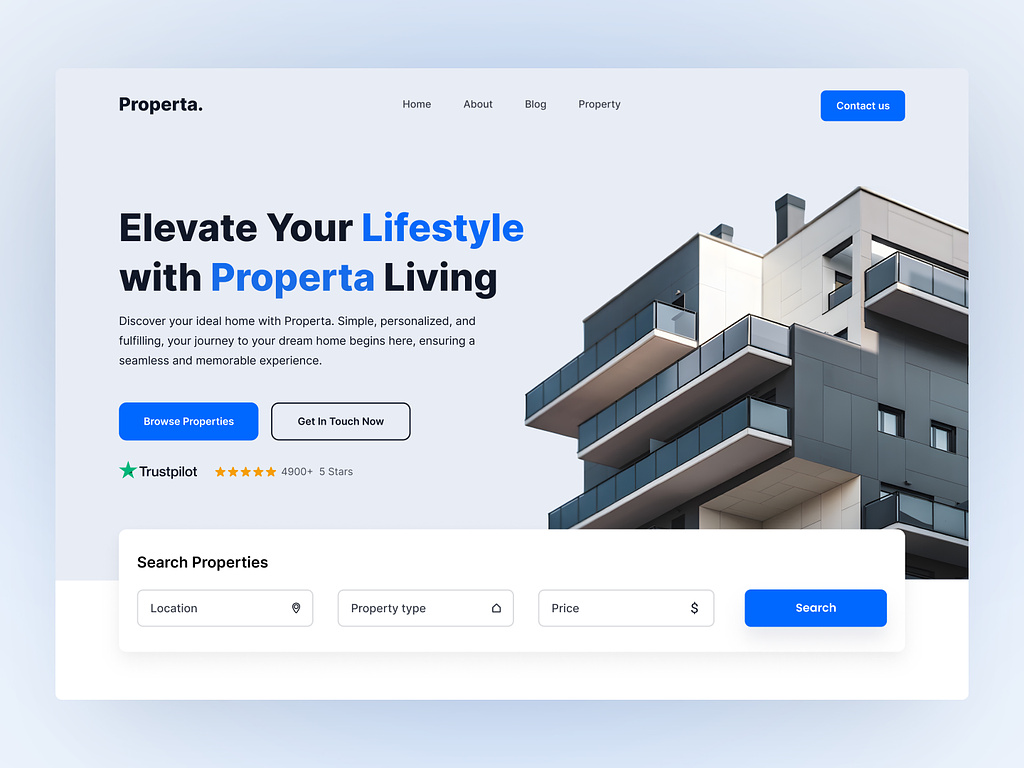 Properta.
Home
About
Blog
Property
Contact us
Elevate Your Lifestyle
with Properta Living
Discover your ideal home with Properta. Simple, personalized, and
fulfilling, your journey to your dream home begins here, ensuring a
seamless and memorable experience.
Browse Properties
Get In Touch Now
Trustpilot
4900+ 5 Stars
Search Properties
Location
Property type
Price
$
Search